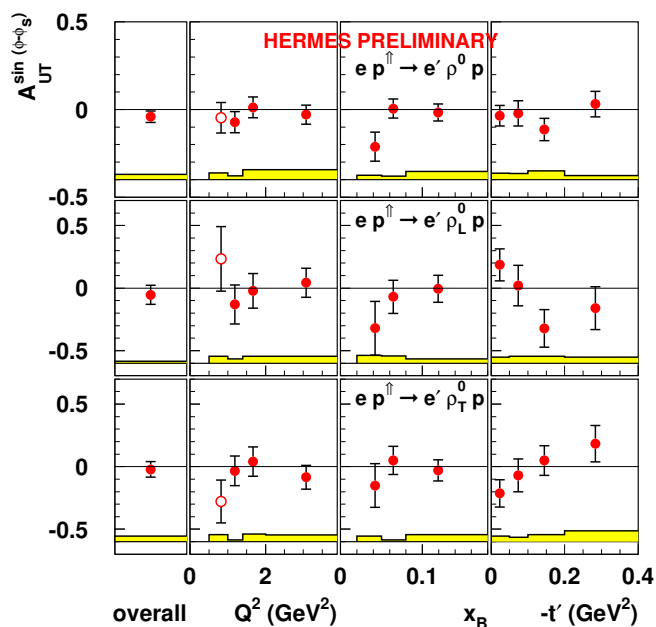 A_UT^sin (ϕ-ϕ_s)
HERMES PRELIMINARY
0.5
e p^⇑ → e′ ρ^0 p
0
-0.5
0.5
e p^⇑ → e′ ρ_L^0 p
0
-0.5
0.5
e p^⇑ → e′ ρ_T^0 p
0
-0.5
0 2 0 0.1 0 0.2 0.4
overall Q^2 (GeV^2) x_B -t′ (GeV^2)